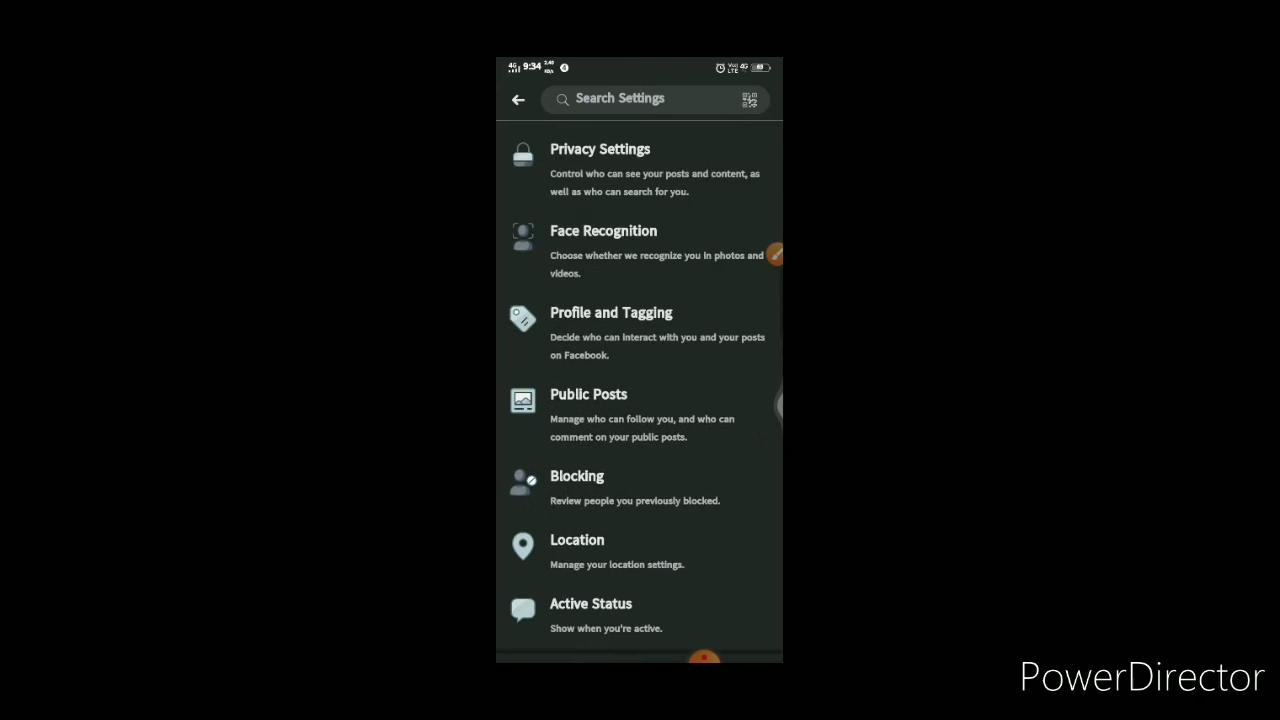 4G 9:34
Search Settings
Privacy Settings
Control who can see your posts and content, as
well as who can search for you.
Face Recognition
Choose whether we recognize you in photos and
videos.
Profile and Tagging
Decide who can interact with you and your posts
on Facebook.
Public Posts
Manage who can follow you, and who can
comment on your public posts.
Blocking
Review people you previously blocked.
Location
Manage your location settings.
Active Status
Show when you're active.
PowerDirector